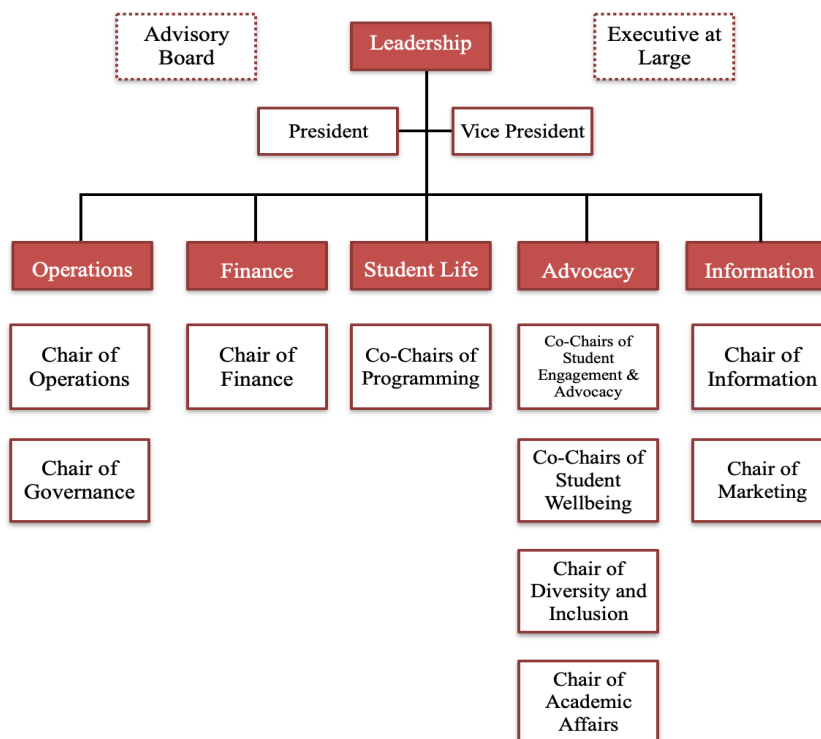 Advisory
Board
Leadership
Executive at
Large
President
Vice President
Operations
Finance
Student Life
Advocacy
Information
Chair of
Operations
Chair of
Finance
Co-Chairs of
Programming
Co-Chairs of
Student
Engagement &
Advocacy
Chair of
Information
Chair of
Governance
Co-Chairs of
Student
Wellbeing
Chair of
Marketing
Chair of
Diversity and
Inclusion
Chair of
Academic
Affairs